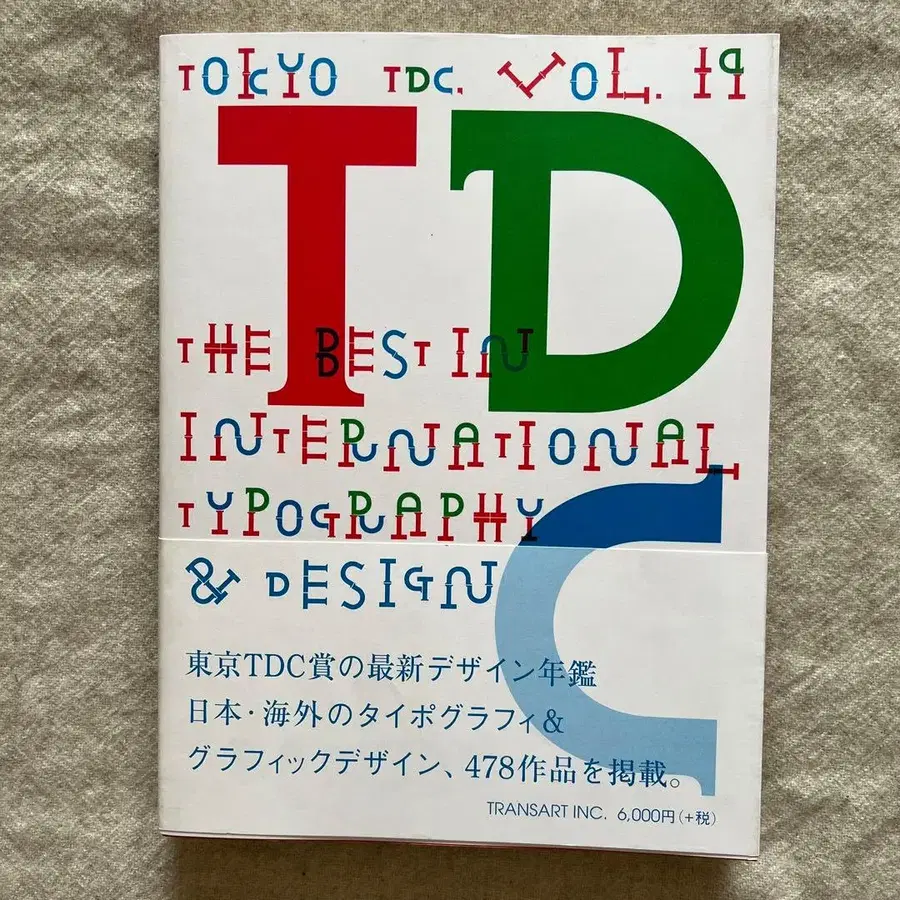 TOKYO TDC. VOL. 19
TDC
THE BEST IN
INTERNATIONAL
TYPOGRAPHY
& DESIGN
東京TDC賞の最新デザイン年鑑
日本・海外のタイポグラフィ&
グラフィックデザイン、478作品を掲載。
TRANSART INC. 6,000円(+税)